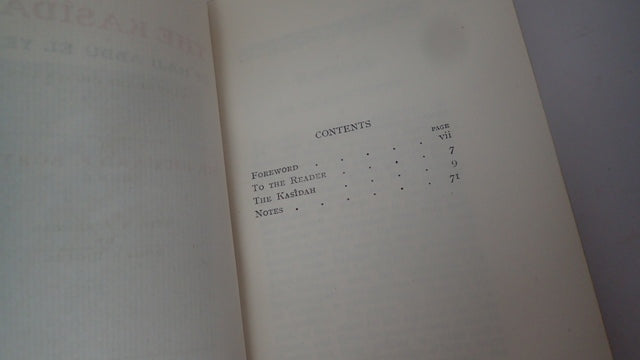 CONTENTS
PAGE
Foreword . . . . . vii
To the Reader . . . . 7
The Kasîdah . . . . 9
Notes . . . . . 71